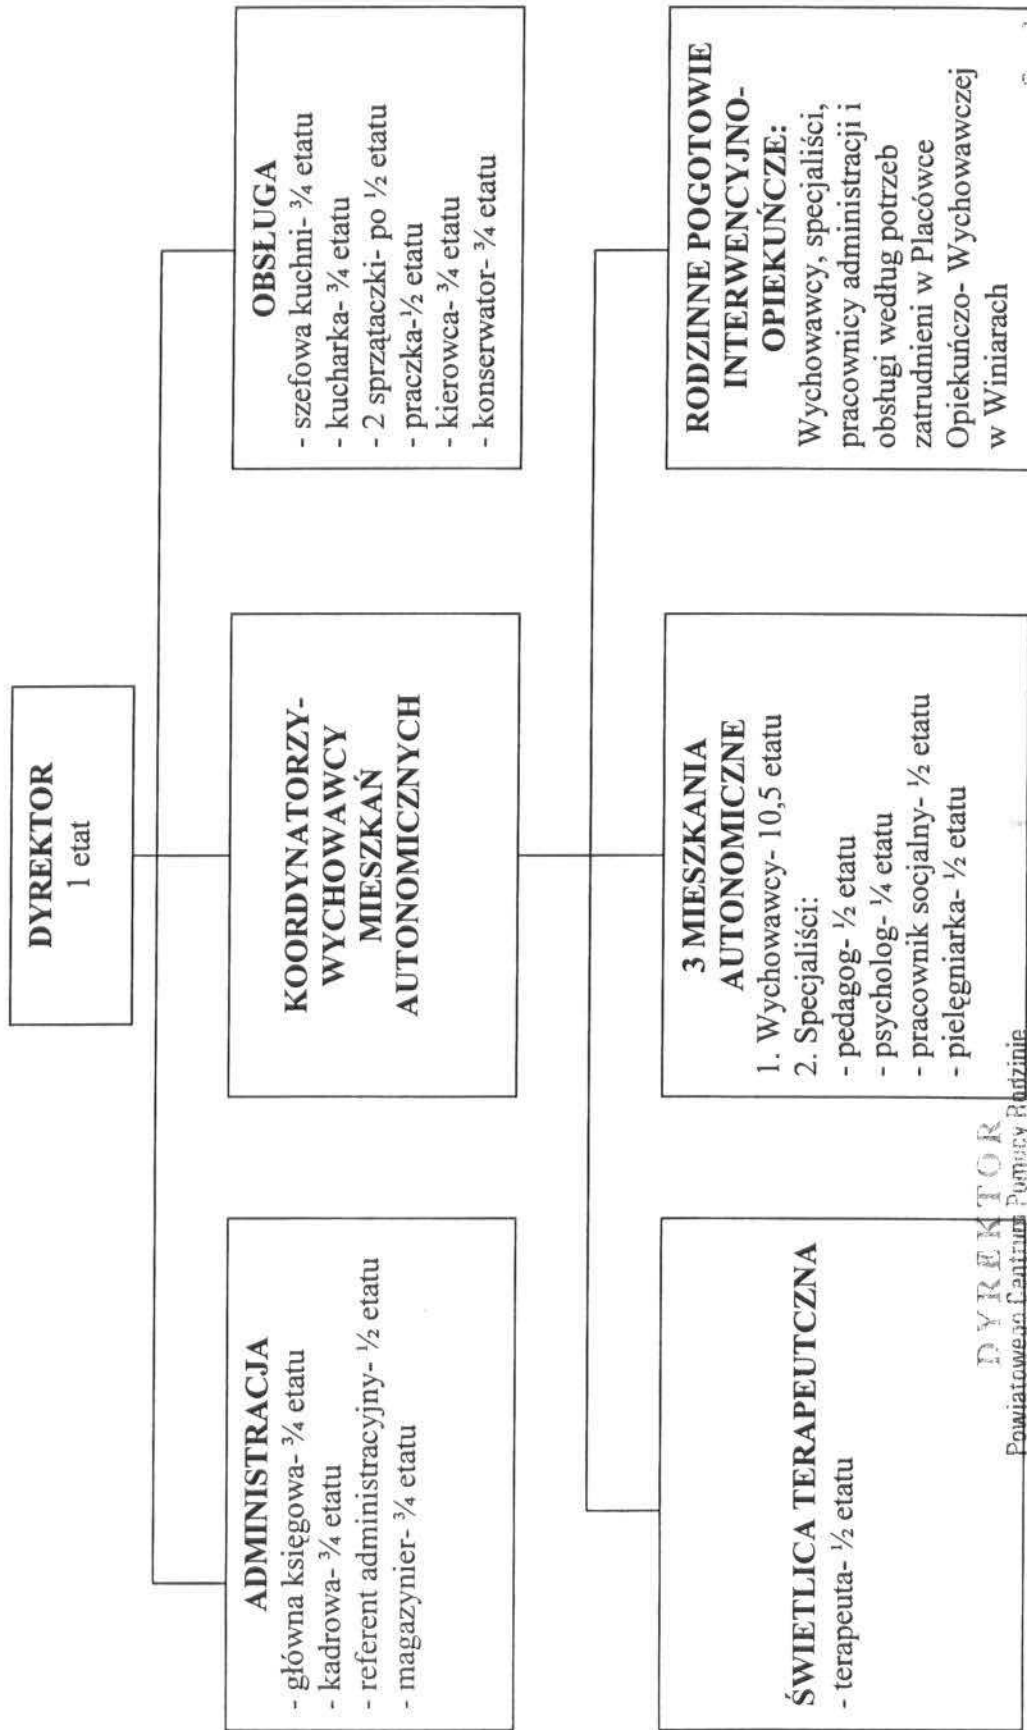 DYREKTOR
1 etat
ADMINISTRACJA
- główna księgowa- ¾ etatu
- kadrowa- ¾ etatu
- referent administracyjny- ½ etatu
- magazynier- ¾ etatu
KOORDYNATORZY-
WYCHOWAWCY
MIESZKAŃ
AUTONOMICZNYCH
OBSŁUGA
- szefowa kuchni- ¾ etatu
- kucharka- ¾ etatu
- 2 sprzątaczki- po ½ etatu
- praczka-½ etatu
- kierowca- ¾ etatu
- konserwator- ¾ etatu
ŚWIETLICA TERAPEUTCZNA
- terapeuta- ½ etatu
3 MIESZKANIA
AUTONOMICZNE
1. Wychowawcy- 10,5 etatu
2. Specjaliści:
- pedagog- ½ etatu
- psycholog- ¼ etatu
- pracownik socjalny- ½ etatu
- pielęgniarka- ½ etatu
RODZINNE POGOTOWIE
INTERWENCYJNO-
OPIEKUŃCZE:
Wychowawcy, specjaliści,
pracownicy administracji i
obsługi według potrzeb
zatrudnieni w Placówce
Opiekuńczo- Wychowawczej
w Winiarach
DYREKTOR
Powiatowego Centrum Pomocy Rodzinie